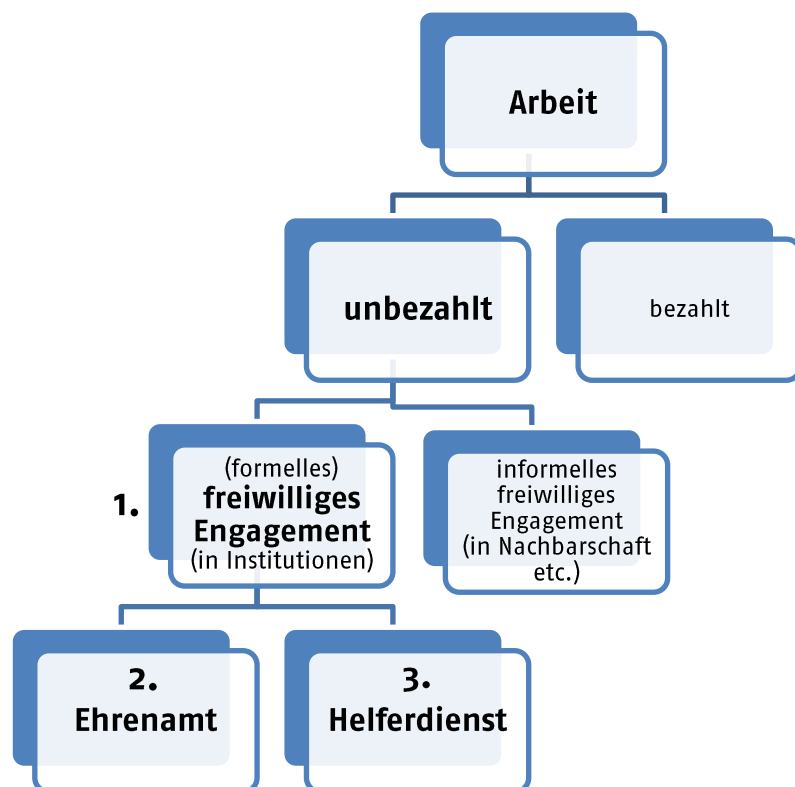 Arbeit
unbezahlt
bezahlt
1.
(formelles)
freiwilliges
Engagement
(in Institutionen)
informelles
freiwilliges
Engagement
(in Nachbarschaft
etc.)
2.
Ehrenamt
3.
Helferdienst